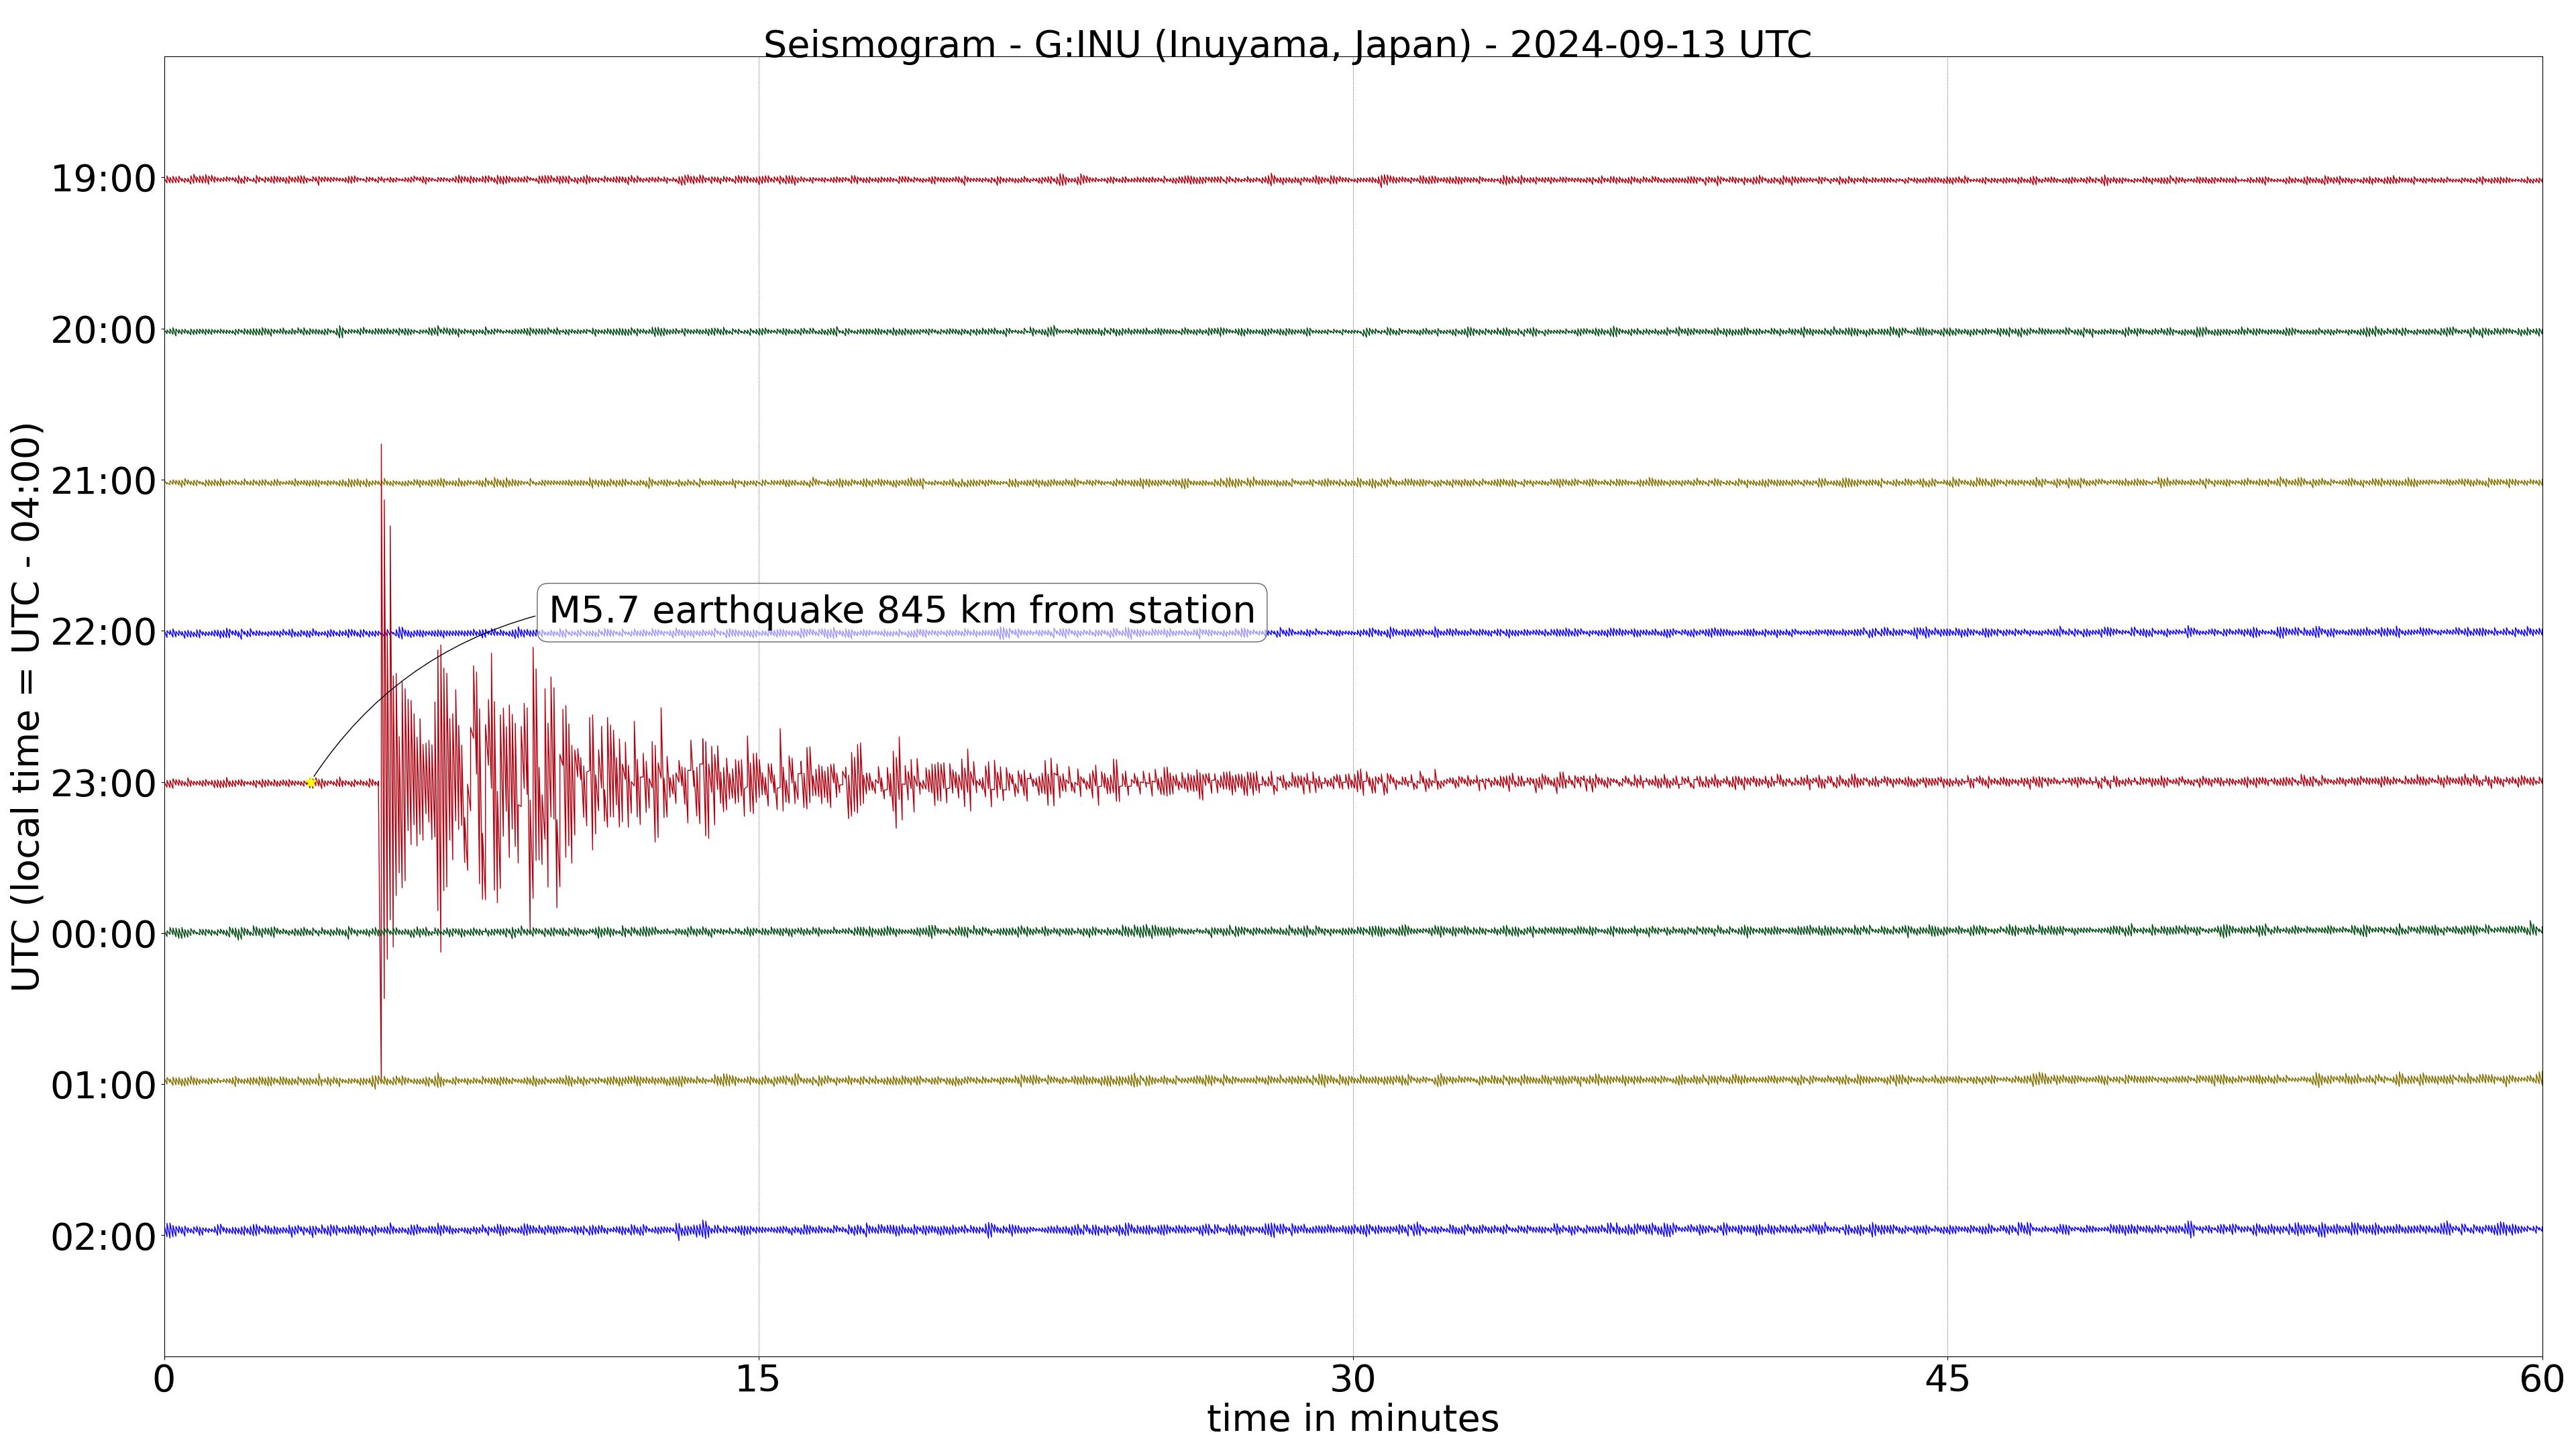 Seismogram - G:INU (Inuyama, Japan) - 2024-09-13 UTC
UTC (local time = UTC - 04:00)
19:00
20:00
21:00
22:00
23:00
00:00
01:00
02:00
M5.7 earthquake 845 km from station
0 15 30 45 60
time in minutes